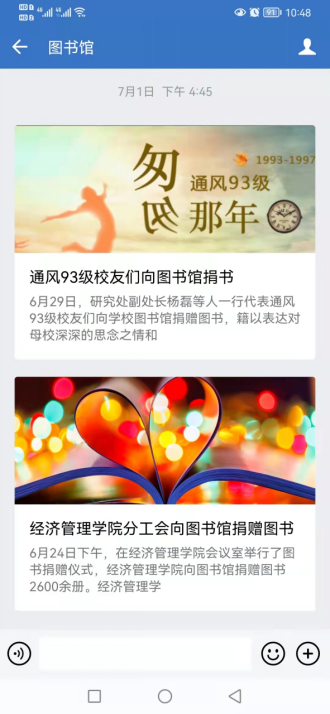 10:48
图书馆
7月1日 下午 4:45
匆匆那年
1993-1997
通风93级
通风93级校友们向图书馆捐书
6月29日，研究处副处长杨磊等人一行代表通风
93级校友们向学校图书馆捐赠图书，籍以表达对
母校深深的思念之情和
经济管理学院分工会向图书馆捐赠图书
6月24日下午，在经济管理学院会议室举行了图
书捐赠仪式，经济管理学院向图书馆捐赠图书
2600余册。经济管理学